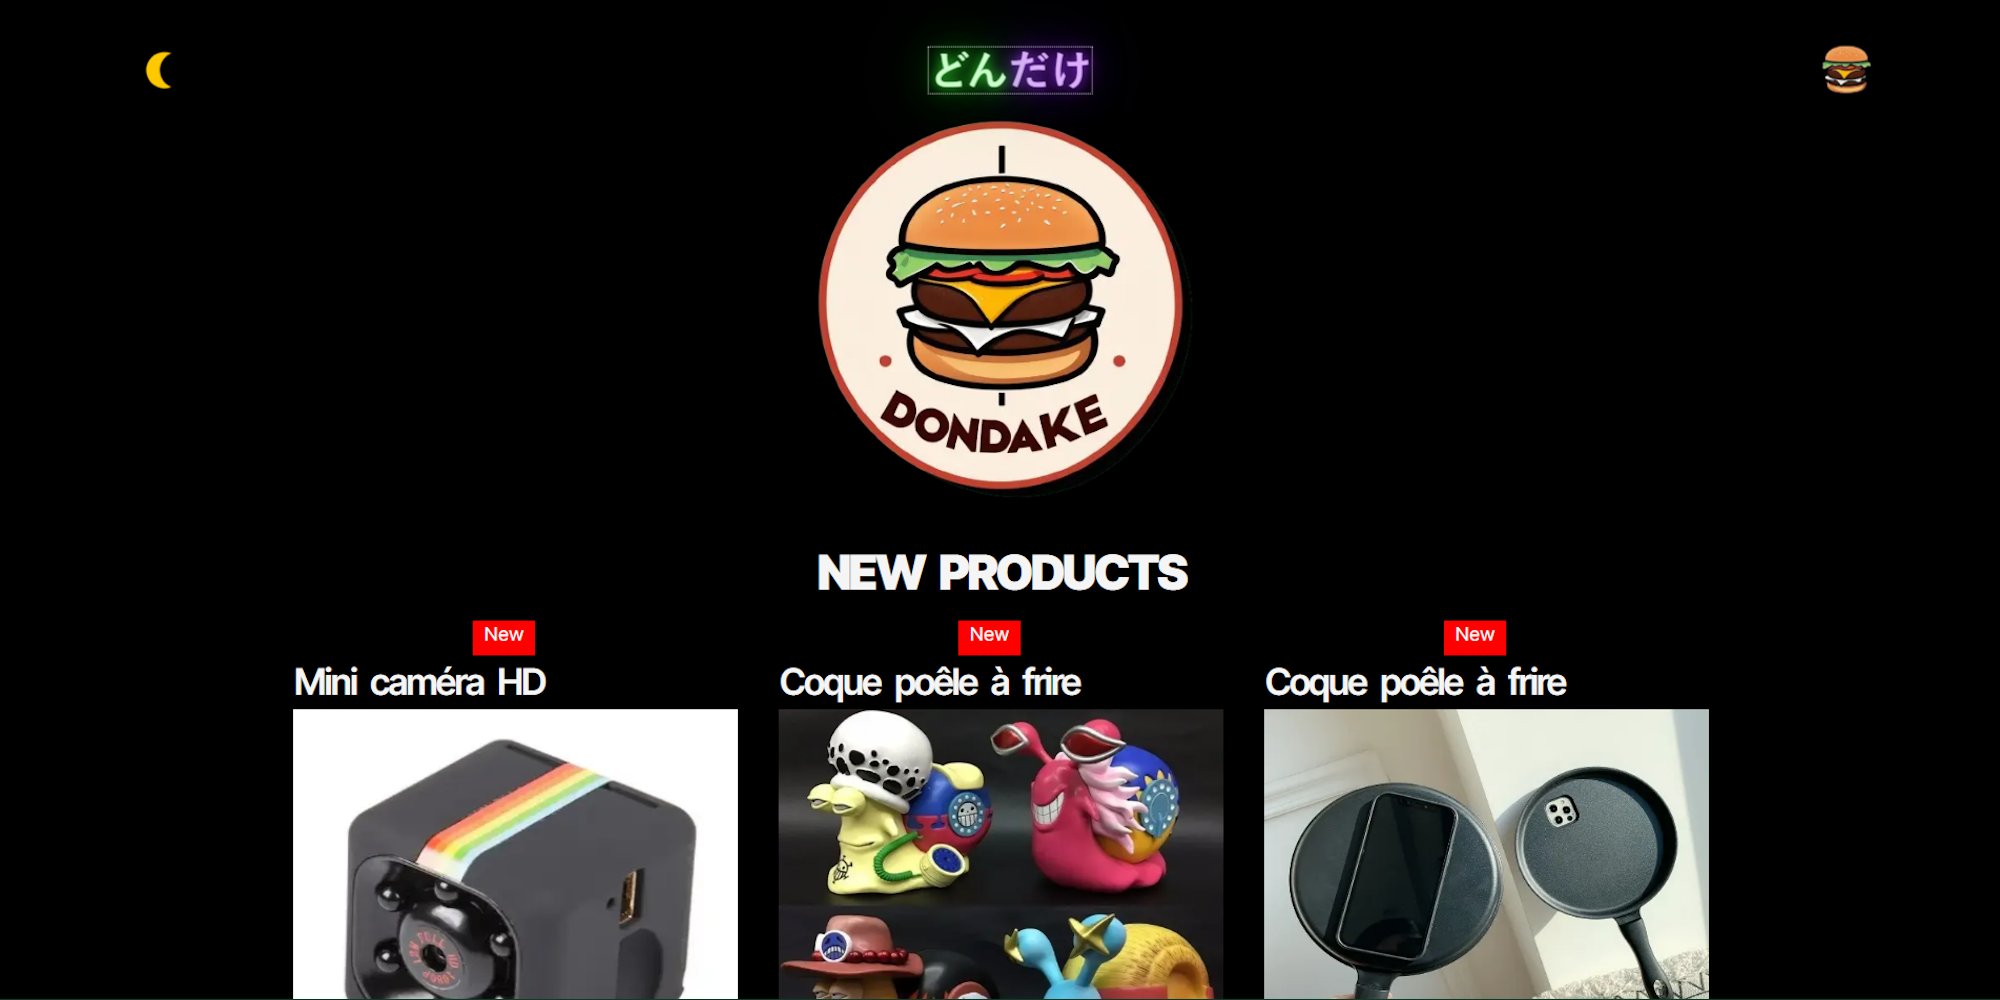 どんだけ
DONDAKE
NEW PRODUCTS
New
New
New
Mini caméra HD
Coque poêle à frire
Coque poêle à frire